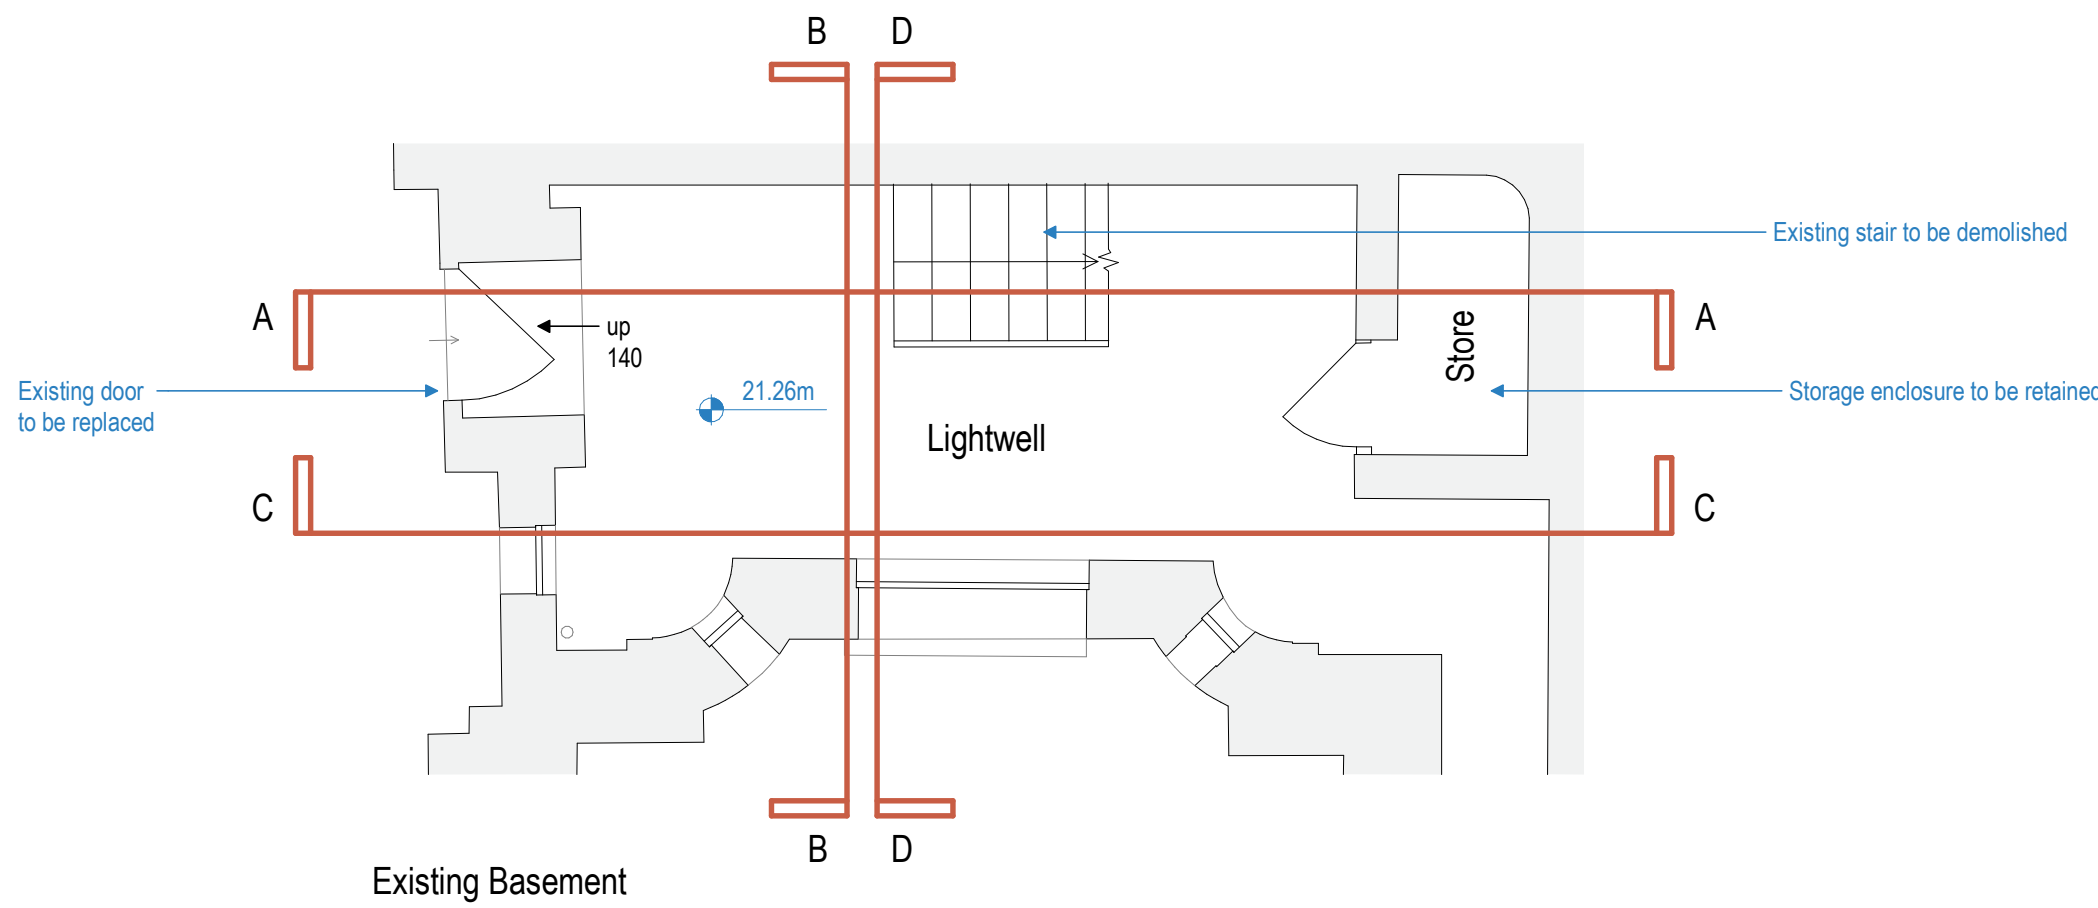 B D
Existing stair to be demolished
A
up
140
Store
A
Existing door
to be replaced
21.26m
Storage enclosure to be retained
Lightwell
C
C
B D
Existing Basement